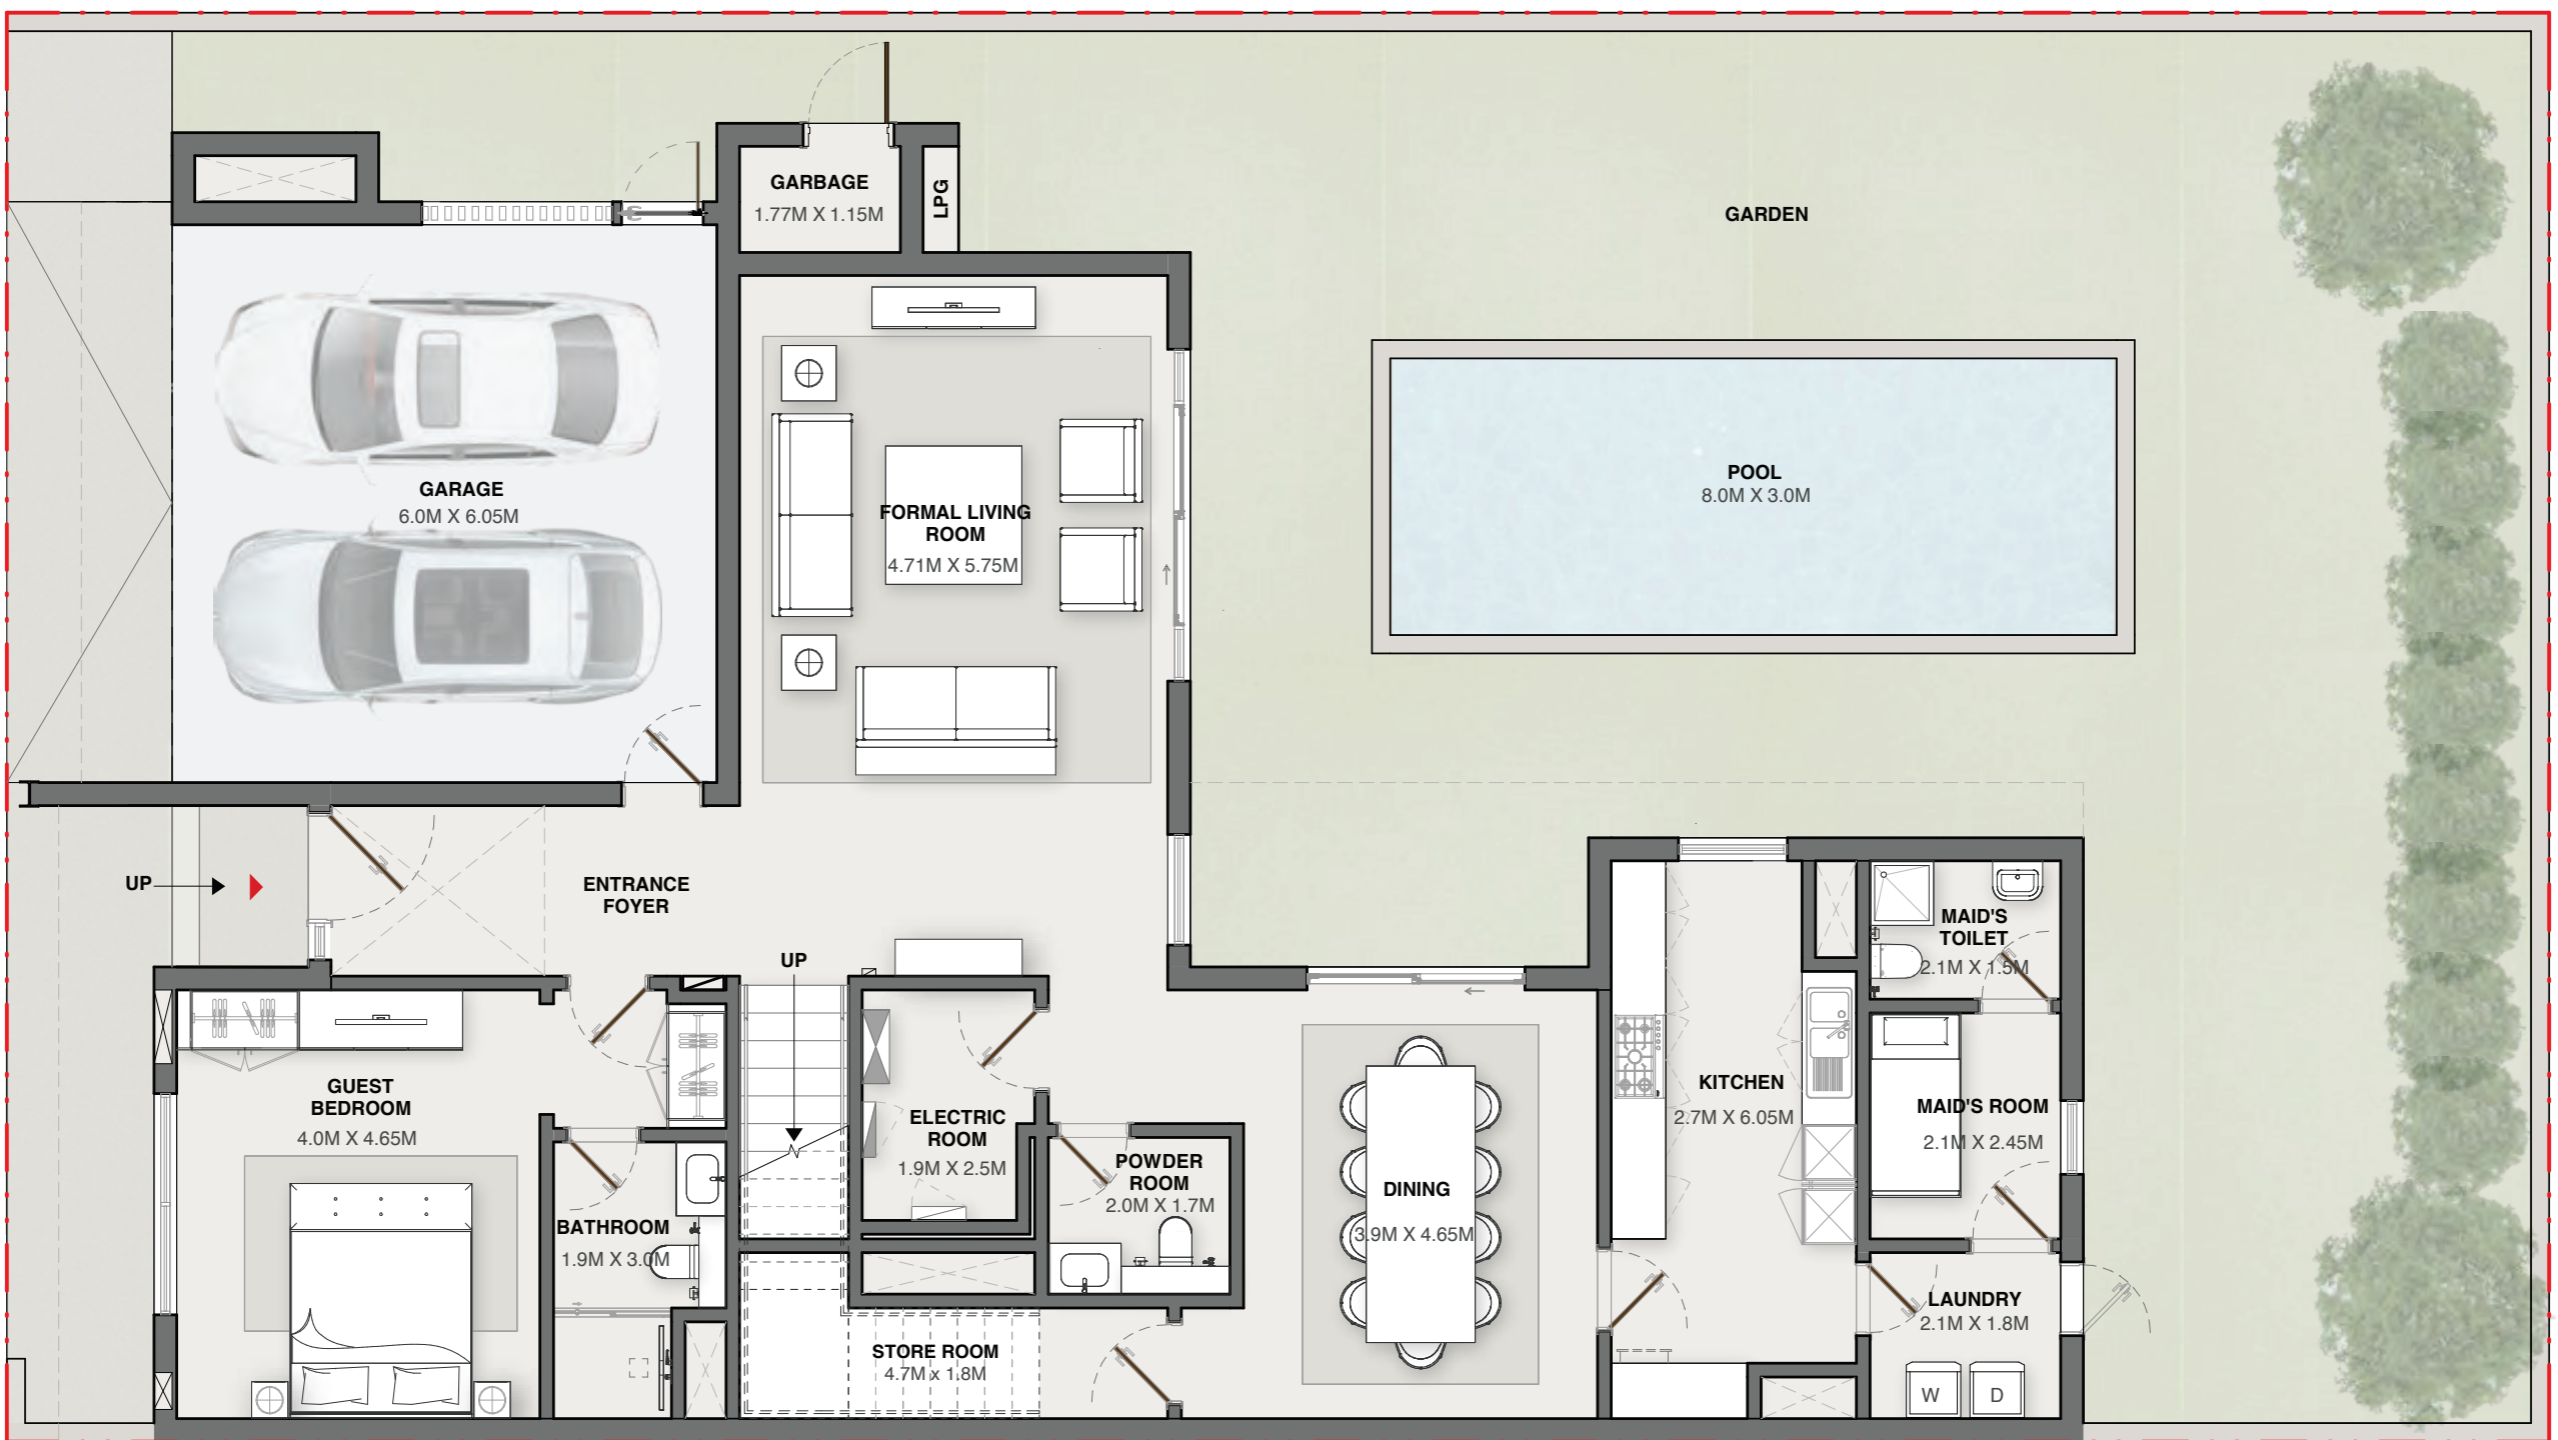 GARBAGE
1.77M X 1.15M
LPG
GARDEN
GARAGE
6.0M X 6.05M
FORMAL LIVING
ROOM
4.71M X 5.75M
POOL
8.0M X 3.0M
UP
ENTRANCE
FOYER
UP
MAID'S
TOILET
2.1M X 1.5M
GUEST
BEDROOM
4.0M X 4.65M
ELECTRIC
ROOM
1.9M X 2.5M
KITCHEN
2.7M X 6.05M
MAID'S ROOM
2.1M X 2.45M
POWDER
ROOM
2.0M X 1.7M
DINING
3.9M X 4.65M
BATHROOM
1.9M X 3.0M
LAUNDRY
2.1M X 1.8M
STORE ROOM
4.7M x 1.8M
W
D